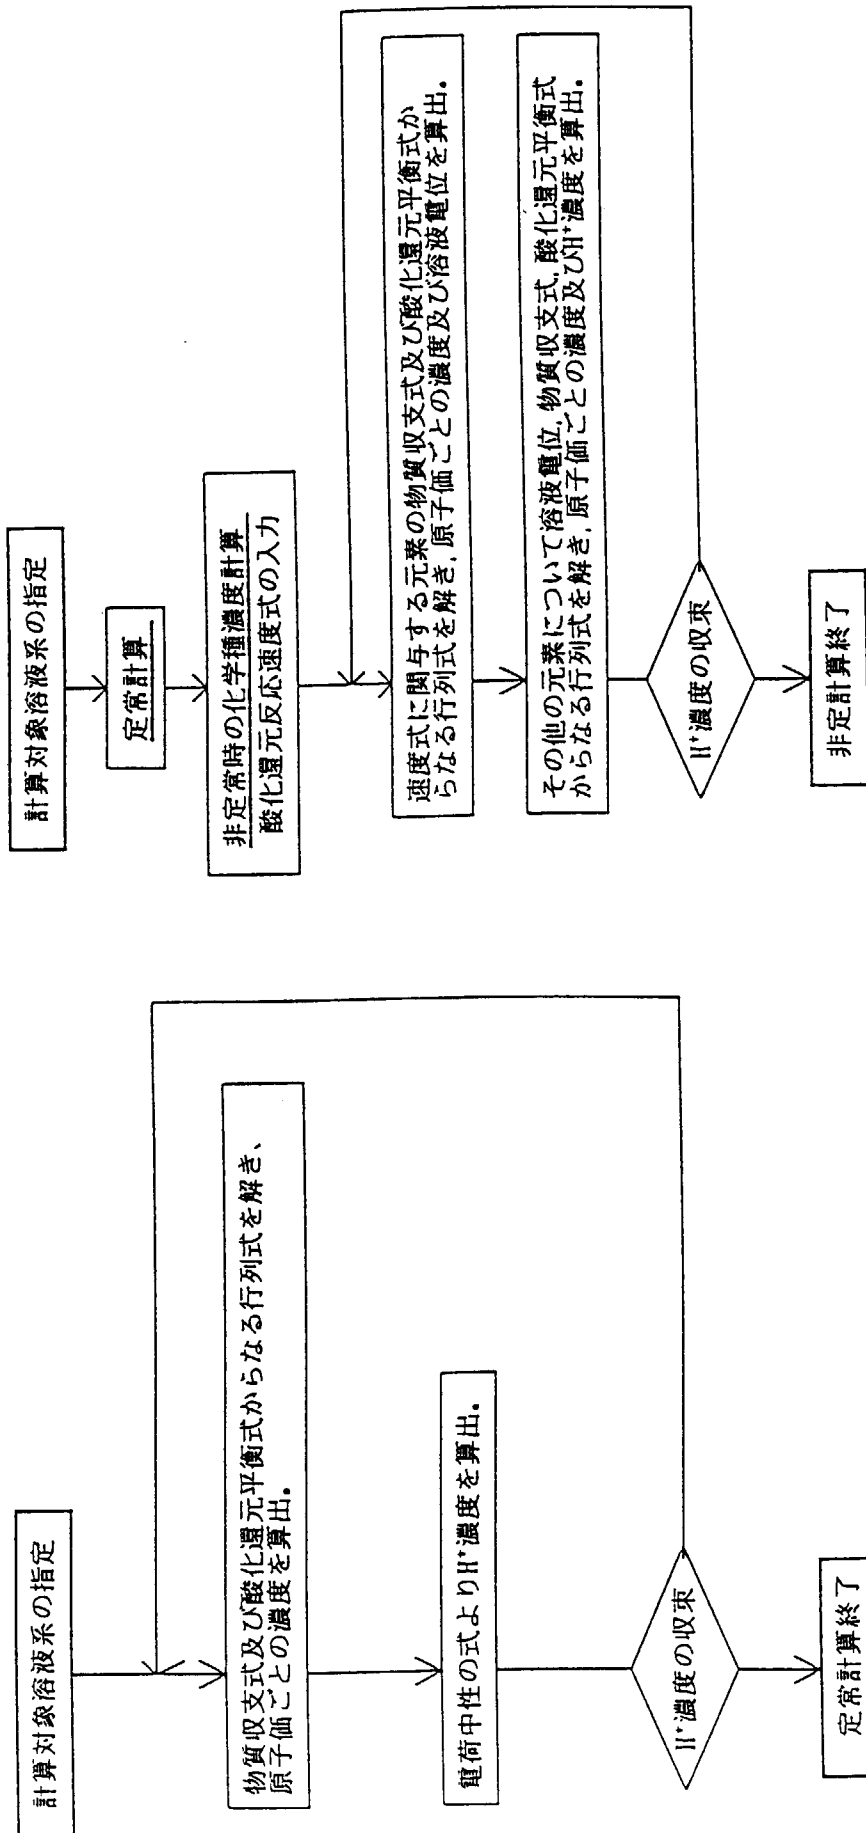 計算対象溶液系の指定
物質収支式及び酸化還元平衡式からなる行列式を解き、
原子価ごとの濃度を算出。
電荷中性の式よりH⁺濃度を算出。
H⁺濃度の収束
定常計算終了
計算対象溶液系の指定
定常計算
非定常時の化学種濃度計算
酸化還元反応速度式の入力
速度式に関与する元素の物質収支式及び酸化還元平衡式か
らなる行列式を解き,原子価ごとの濃度及び溶液電位を算出。
その他の元素について溶液電位,物質収支式,酸化還元平衡式
からなる行列式を解き,原子価ごとの濃度及びH⁺濃度を算出。
H⁺濃度の収束
非定計算終了